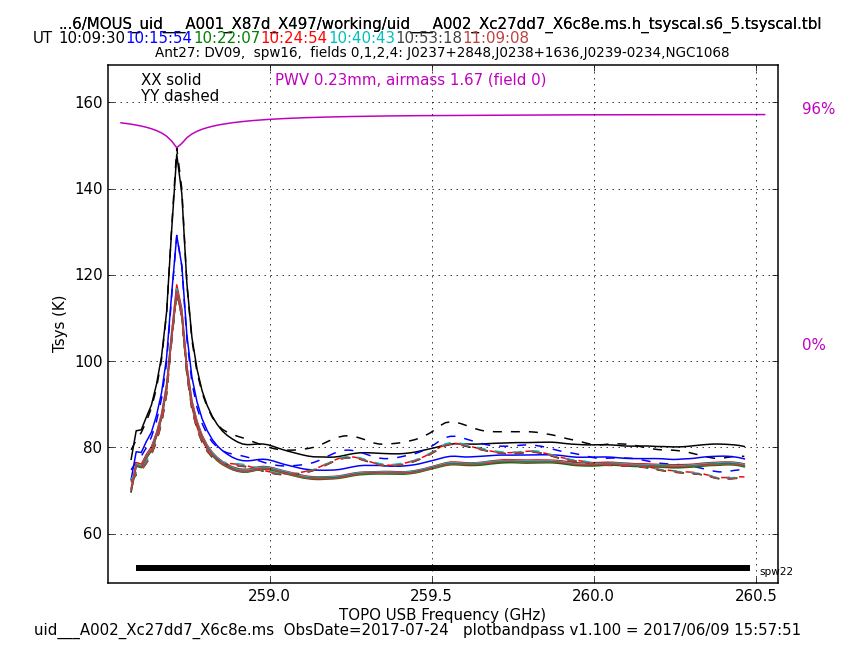 ...6/MOUS_uid___A001_X87d_X497/working/uid___A002_Xc27dd7_X6c8e.ms.h_tsyscal.s6_5.tsyscal.tbl
UT 10:09:30 10:15:54 10:22:07 10:24:54 10:40:43 10:53:18 11:09:08
Ant27: DV09, spw16, fields 0,1,2,4: J0237+2848,J0238+1636,J0239-0234,NGC1068
XX solid
YY dashed
PWV 0.23mm, airmass 1.67 (field 0)
96%
0%
160
140
120
100
80
60
Tsys (K)
spw22
259.0 259.5 260.0 260.5
TOPO USB Frequency (GHz)
uid___A002_Xc27dd7_X6c8e.ms ObsDate=2017-07-24 plotbandpass v1.100 = 2017/06/09 15:57:51